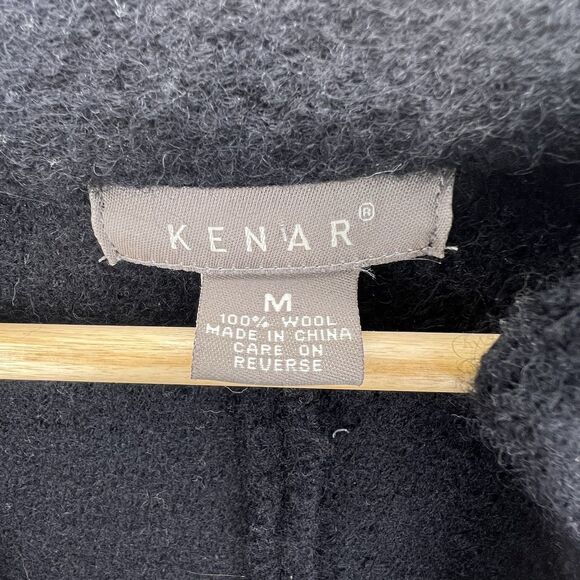 KENAR®
M
100% WOOL
MADE IN CHINA
CARE ON
REVERSE